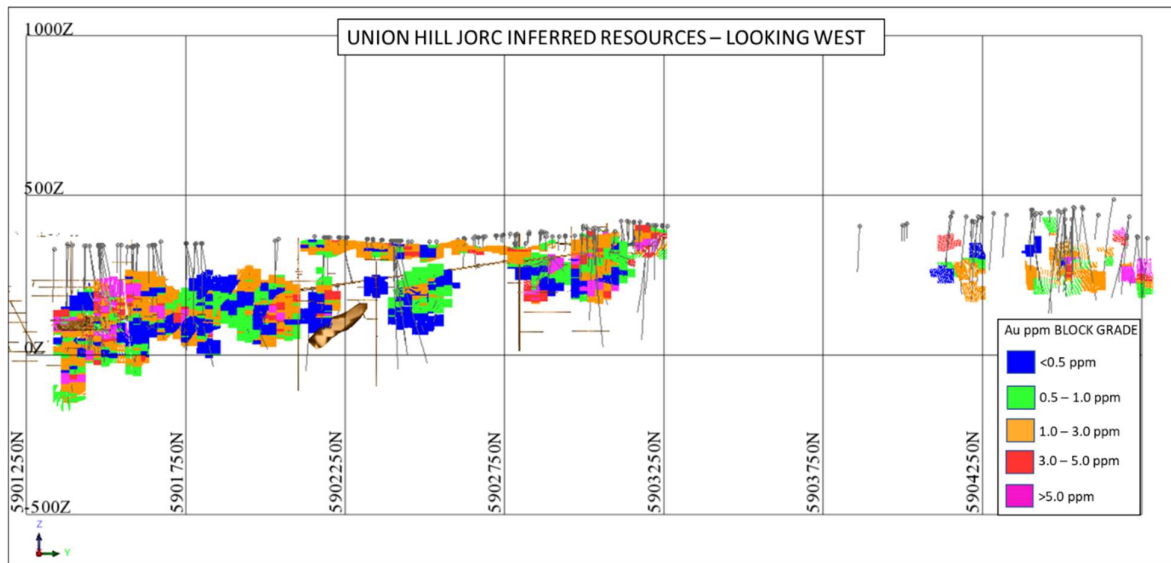 UNION HILL JORC INFERRED RESOURCES – LOOKING WEST
1000Z
500Z
0Z
-500Z
5901250N
5901750N
5902250N
5902750N
5903250N
5903750N
5904250N
Au ppm BLOCK GRADE
<0.5 ppm
0.5 – 1.0 ppm
1.0 – 3.0 ppm
3.0 – 5.0 ppm
>5.0 ppm
Z
Y